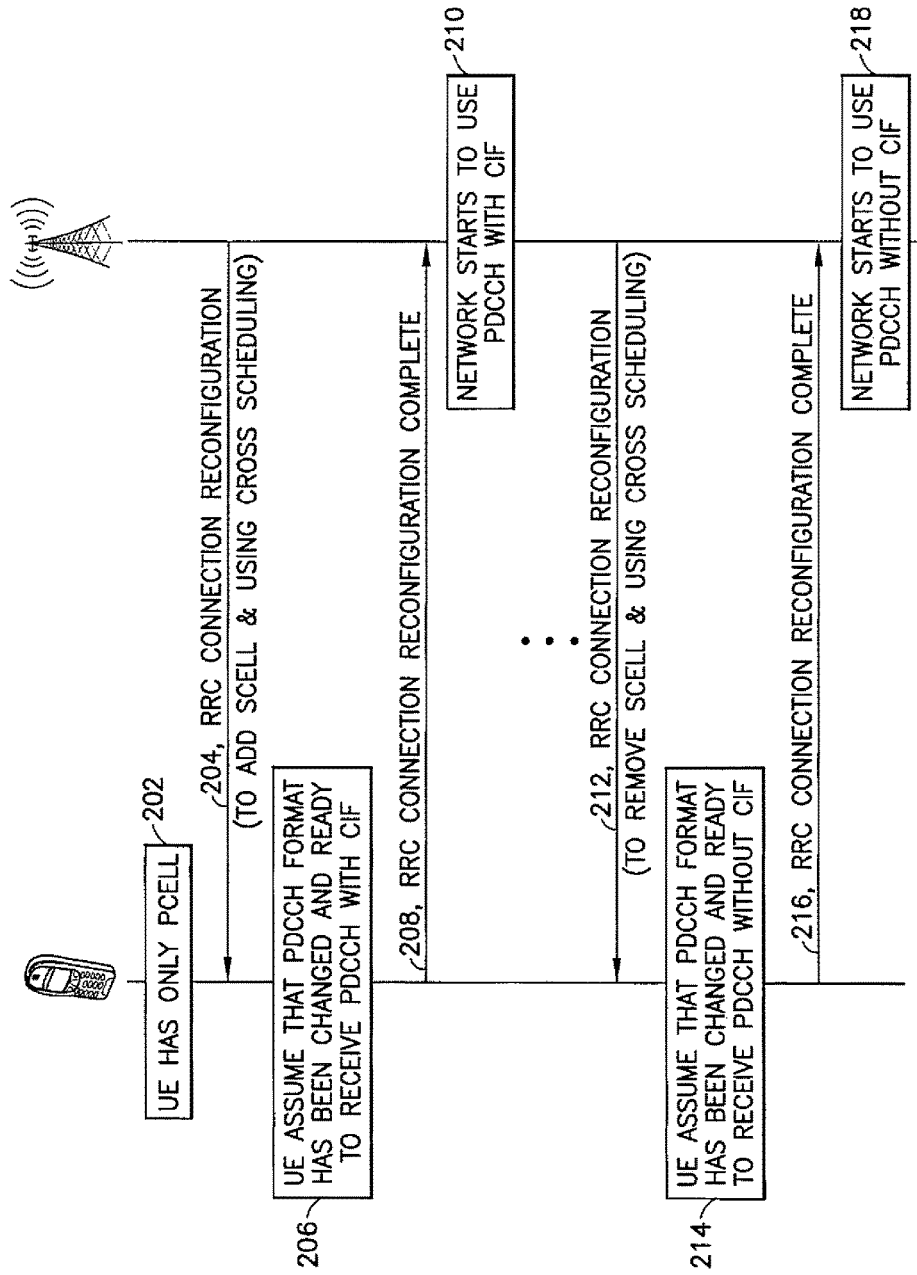 202
UE HAS ONLY PCELL
204, RRC CONNECTION RECONFIGURATION
(TO ADD SCELL & USING CROSS SCHEDULING)
206
UE ASSUME THAT PDCCH FORMAT
HAS BEEN CHANGED AND READY
TO RECEIVE PDCCH WITH CIF
208, RRC CONNECTION RECONFIGURATION COMPLETE
210
NETWORK STARTS TO USE
PDCCH WITH CIF
212, RRC CONNECTION RECONFIGURATION
(TO REMOVE SCELL & USING CROSS SCHEDULING)
214
UE ASSUME THAT PDCCH FORMAT
HAS BEEN CHANGED AND READY
TO RECEIVE PDCCH WITHOUT CIF
216, RRC CONNECTION RECONFIGURATION COMPLETE
218
NETWORK STARTS TO USE
PDCCH WITHOUT CIF